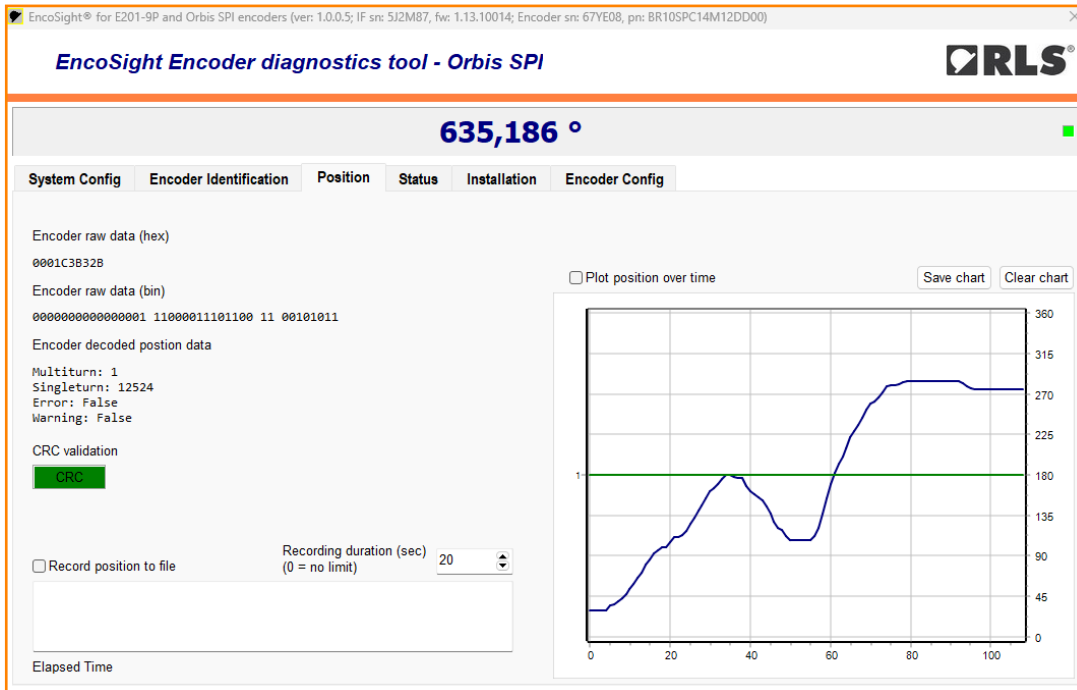 EncoSight® for E201-9P and Orbis SPI encoders (ver: 1.0.0.5; IF sn: 5J2M87, fw: 1.13.10014; Encoder sn: 67YE08, pn: BR10SPC14M12DD00)
EncoSight Encoder diagnostics tool - Orbis SPI
RLS®
635,186 °
System Config
Encoder Identification
Position
Status
Installation
Encoder Config
Encoder raw data (hex)
0001C3B32B
Encoder raw data (bin)
0000000000000001 11000011101100 11 00101011
Encoder decoded postion data
Multiturn: 1
Singleturn: 12524
Error: False
Warning: False
CRC validation
CRC
Record position to file
Recording duration (sec)
(0 = no limit)
20
Elapsed Time
Plot position over time
Save chart
Clear chart
360
315
270
225
180
135
90
45
0
1
0 20 40 60 80 100